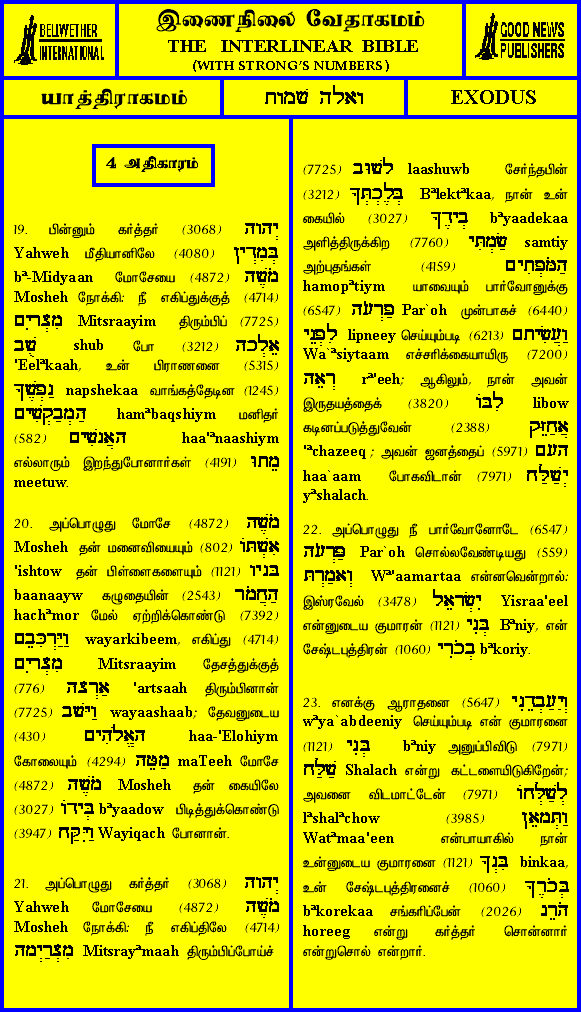 BELLWETHER
INTERNATIONAL
இணைநிலை வேதாகமம்
THE INTERLINEAR BIBLE
(WITH STRONG'S NUMBERS)
GOOD NEWS
PUBLISHERS
யாத்திராகமம்
ואלה שמות
EXODUS
4 அதிகாரம்
19. பின்னும் கர்த்தர் (3068) יְהוה
Yahweh மீதியானிலே (4080) בְּמִדְיָן
bᵃ-Midyaan மோசேயை (4872) מֹשֶׁה
Mosheh நோக்கி: நீ எகிப்துக்குத் (4714)
מִצְרַיִם Mitsraayim திரும்பிப் (7725)
שֻׁב shub போ (3212) אֵלְכָה
'Eelᵃkaah, உன் பிராணனை (5315)
נַפְשֶׁךָ napshekaa வாங்கத்தேடின (1245)
הַמְבַקְשִׁים hamᵃbaqshiym மனிதர்
(582) הָאֲנָשִׁים haa'ᵃnaashiym
எல்லாரும் இறந்துபோனார்கள் (4191) מֵתוּ
meetuw.
20. அப்பொழுது மோசே (4872) מֹשֶׁה
Mosheh தன் மனைவியையும் (802) אִשְׁתּוֹ
'ishtow தன் பிள்ளைகளையும் (1121) בניו
baanaayw கழுதையின் (2543) הַחֲמֹר
hachᵃmor மேல் ஏற்றிக்கொண்டு (7392)
וַיַּרְכִּבֵם wayarkibeem, எகிப்து (4714)
מִצְרַיִם Mitsraayim தேசத்துக்குத்
(776) אַרְצָה 'artsaah திரும்பினான்
(7725) וַיָּשָׁב wayaashaab; தேவனுடைய
(430) הָאֱלֹהִים haa-'Elohiym
கோலையும் (4294) מַטֵּה maTeeh மோசே
(4872) מֹשֶׁה Mosheh தன் கையிலே
(3027) בְּיָדוֹ bᵃyaadow பிடித்துக்கொண்டு
(3947) וַיִּקַּח Wayiqach போனான்.
21. அப்பொழுது கர்த்தர் (3068) יְהוה
Yahweh மோசேயை (4872) מֹשֶׁה
Mosheh நோக்கி: நீ எகிப்திலே (4714)
מִצְרַיְמָה Mitsrayᵃmaah திரும்பிப்போய்ச்
(7725) לָשׁוּב laashuwb சேர்ந்தபின்
(3212) בְּלֶכְתְּךָ Bᵃlektᵃkaa, நான் உன்
கையில் (3027) בְיָדֶךָ bᵃyaadekaa
அளித்திருக்கிற (7760) שַׂמְתִּי samtiy
அற்புதங்கள் (4159) הַמֹּפְתִים
hamopᵃtiym யாவையும் பார்வோனுக்கு
(6547) פַּרְעֹה Par`oh முன்பாகச் (6440)
לִפְנֵי lipneey செய்யும்படி (6213) וַעֲשִׂיתָם
Wa`ᵃsiytaam எச்சரிக்கையாயிரு (7200)
רְאֵה rᵃ'eeh; ஆகிலும், நான் அவன்
இருதயத்தைக் (3820) לִבּוֹ libow
கடினப்படுத்துவேன் (2388) אֲחַזֵּק
'ᵃchazeeq ; அவன் ஜனத்தைப் (5971) הָעָם
haa`aam போகவிடான் (7971) יְשַׁלַּח
yᵃshalach.
22. அப்பொழுது நீ பார்வோனோடே (6547)
פַּרְעֹה Par`oh சொல்லவேண்டியது (559)
וְאָמַרְתָּ Wᵃ'aamartaa என்னவென்றால்:
இஸ்ரவேல் (3478) יִשְׂרָאֵל Yisraa'eel
என்னுடைய குமாரன் (1121) בְּנִי Bᵃniy, என்
சேஷ்டபுத்திரன் (1060) בְכֹרִי bᵃkoriy.
23. எனக்கு ஆராதனை (5647) וְיַעַבְדֵנִי
wᵃya`abdeeniy செய்யும்படி என் குமாரனை
(1121) בְּנִי bᵃniy அனுப்பிவிடு (7971)
שַׁלַּח Shalach என்று கட்டளையிடுகிறேன்;
அவனை விடமாட்டேன் (7971) לְשַׁלְּחוֹ
lᵃshalᵃchow (3985) וַתְּמָאֵן
Watᵃmaa'een என்பாயாகில் நான்
உன்னுடைய குமாரனை (1121) בִּנְךָ binkaa,
உன் சேஷ்டபுத்திரனைச் (1060) בְּכֹרֶךָ
bᵃkorekaa சங்கரிப்பேன் (2026) הֹרֵג
horeeg என்று கர்த்தர் சொன்னார்
என்றுசொல் என்றார்.